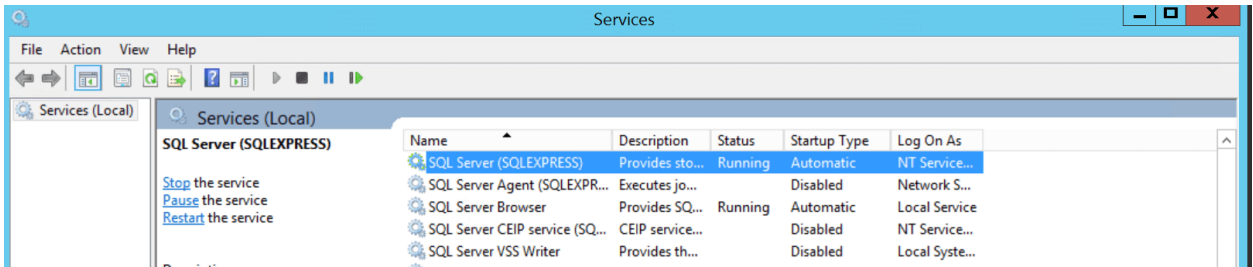 Services
File Action View Help
Services (Local)
Services (Local)
SQL Server (SQLEXPRESS)
Stop the service
Pause the service
Restart the service
Name Description Status Startup Type Log On As
SQL Server (SQLEXPRESS) Provides sto... Running Automatic NT Service...
SQL Server Agent (SQLEXPR... Executes jo... Disabled Network S...
SQL Server Browser Provides SQ... Running Automatic Local Service
SQL Server CEIP service (SQ... CEIP service... Disabled NT Service...
SQL Server VSS Writer Provides th... Disabled Local Syste...